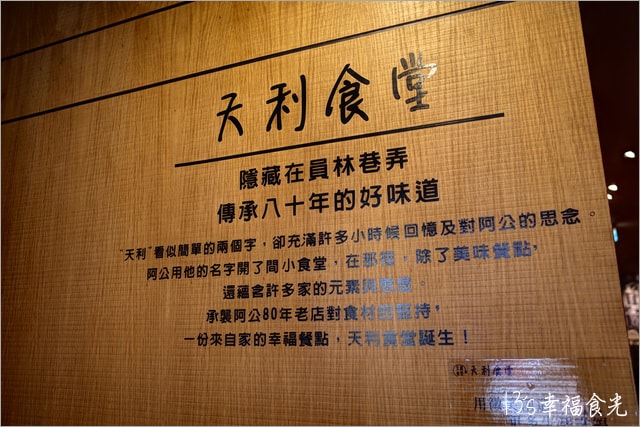 天利食堂
隱藏在員林巷弄
傳承八十年的好味道
"天利"看似簡單的兩個字，卻充滿許多小時候回憶及對阿公的思念。
阿公用他的名字開了間小食堂，在那裡，除了美味餐點，
還蘊含許多家的元素與
承襲阿公80年老店對食材的堅持，
一份來自家的幸福餐點，天利食堂誕生！
天利食堂
用微
13's幸福食光